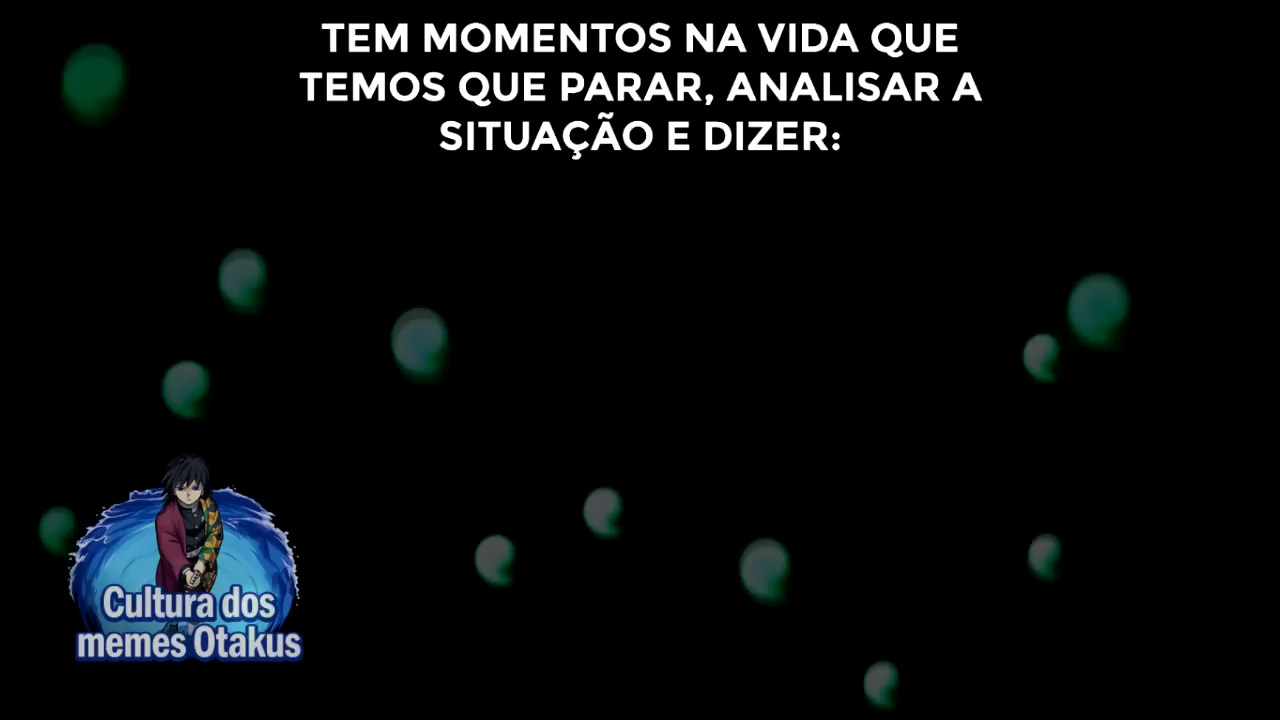 TEM MOMENTOS NA VIDA QUE
TEMOS QUE PARAR, ANALISAR A
SITUAÇÃO E DIZER:
Cultura dos
memes Otakus